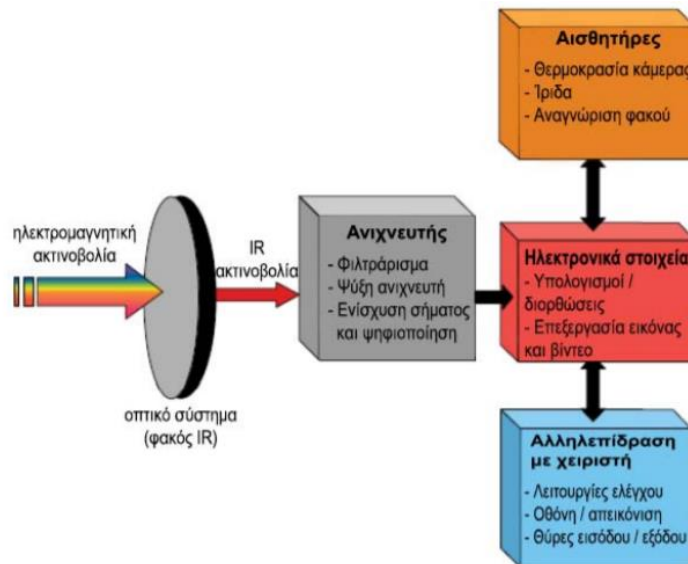 ηλεκτρομαγνητική
ακτινοβολία
οπτικό σύστημα
(φακός IR)
IR
ακτινοβολία
Ανιχνευτής
- Φιλτράρισμα
- Ψύξη ανιχνευτή
- Ενίσχυση σήματος
και ψηφιοποίηση
Αισθητήρες
- Θερμοκρασία κάμερας
- Ίριδα
- Αναγνώριση φακού
Ηλεκτρονικά στοιχεία
- Υπολογισμοί /
διορθώσεις
- Επεξεργασία εικόνας
και βίντεο
Αλληλεπίδραση
με χειριστή
- Λειτουργίες ελέγχου
- Οθόνη / απεικόνιση
- Θύρες εισόδου / εξόδου